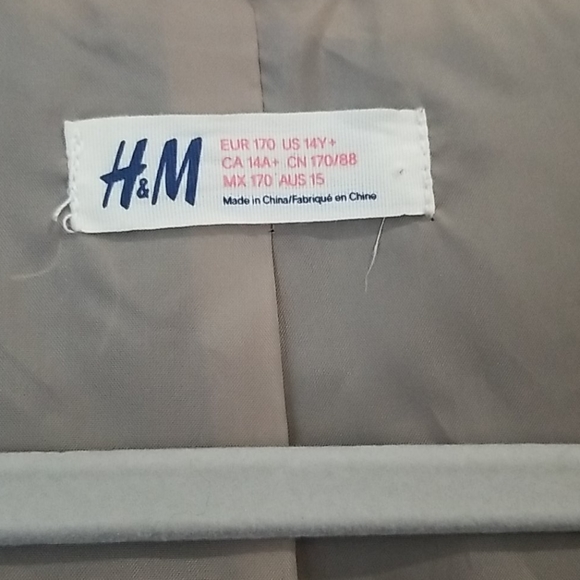 H&M
EUR 170 US 14Y+
CA 14A+ CN 170/88
MX 170 AUS 15
Made in China/Fabriqué en Chine